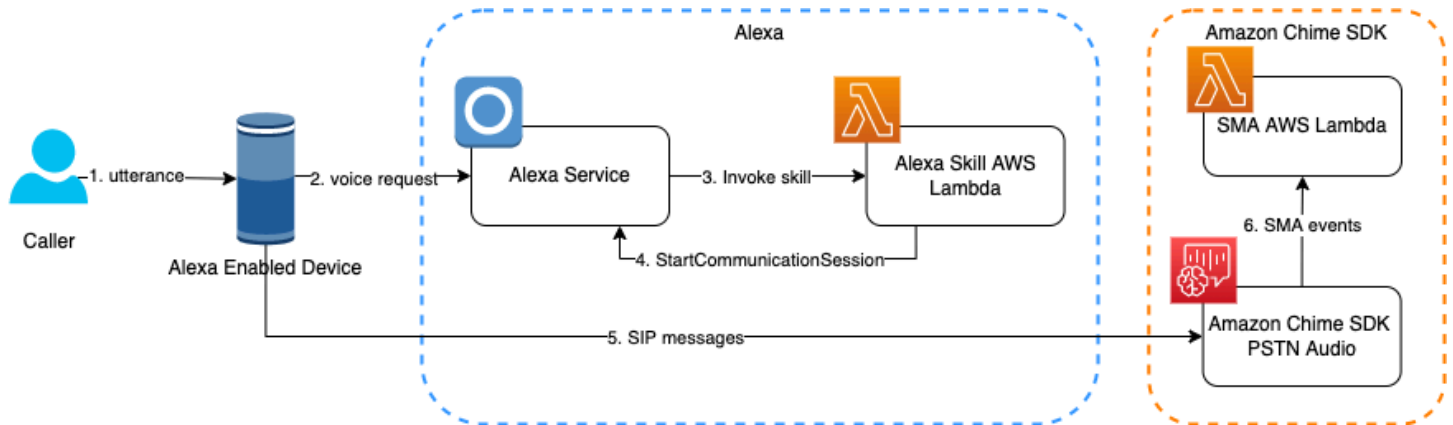 Alexa
Amazon Chime SDK
SMA AWS Lambda
1. utterance
2. voice request
Alexa Service
3. Invoke skill
Alexa Skill AWS
Lambda
Caller
Alexa Enabled Device
4. StartCommunicationSession
6. SMA events
5. SIP messages
Amazon Chime SDK
PSTN Audio